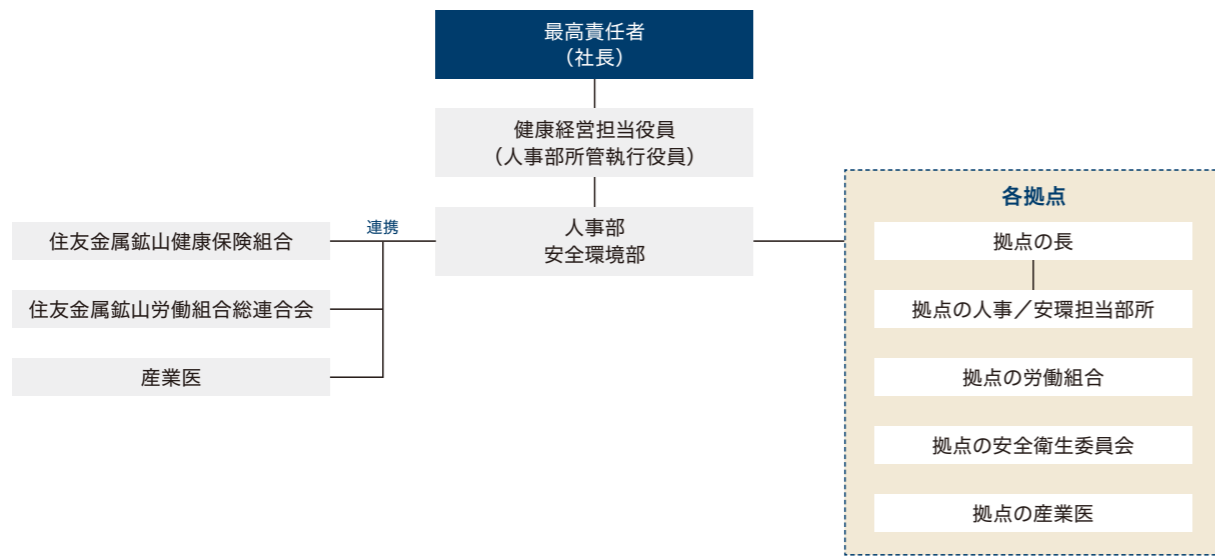 最高責任者
（社長）
健康経営担当役員
（人事部所管執行役員）
人事部
安全環境部
連携
住友金属鉱山健康保険組合
住友金属鉱山労働組合総連合会
産業医
各拠点
拠点の長
拠点の人事／安環担当部所
拠点の労働組合
拠点の安全衛生委員会
拠点の産業医